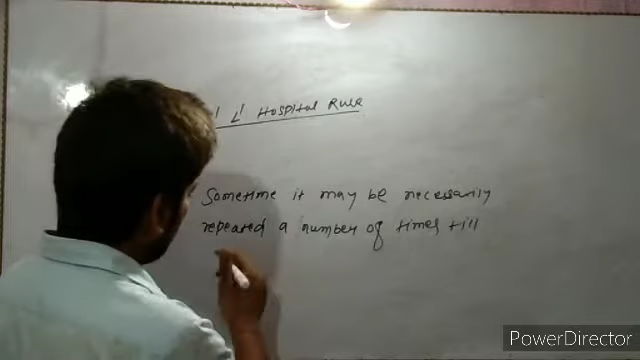 L' Hospital Rule
Sometime it may be necessarily
repeated a number of times till
PowerDirector